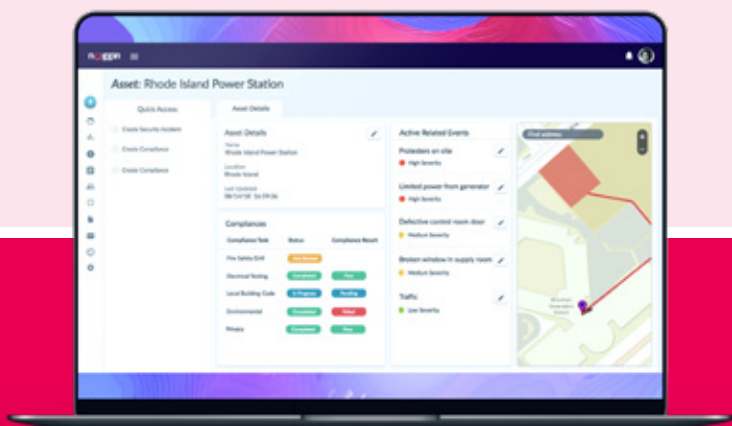 noggin
Asset: Rhode Island Power Station
Quick Access
Create Security Incident
Create Compliance
Create Compliance
Asset Details
Asset Details
Name
Rhode Island Power Station
Location
Rhode Island
Last Updated
Compliances
Compliance Task Status Compliance Result
Fire Safety Drill Not Started
Electrical Testing Completed Pass
Local Building Code In Progress Pending
Environmental Completed Failed
Privacy Completed Pass
Active Related Events
Protesters on site
High Severity
Limited power from generator
High Severity
Defective control room door
Medium Severity
Broken window in supply room
Medium Severity
Traffic
Low Severity
Find address